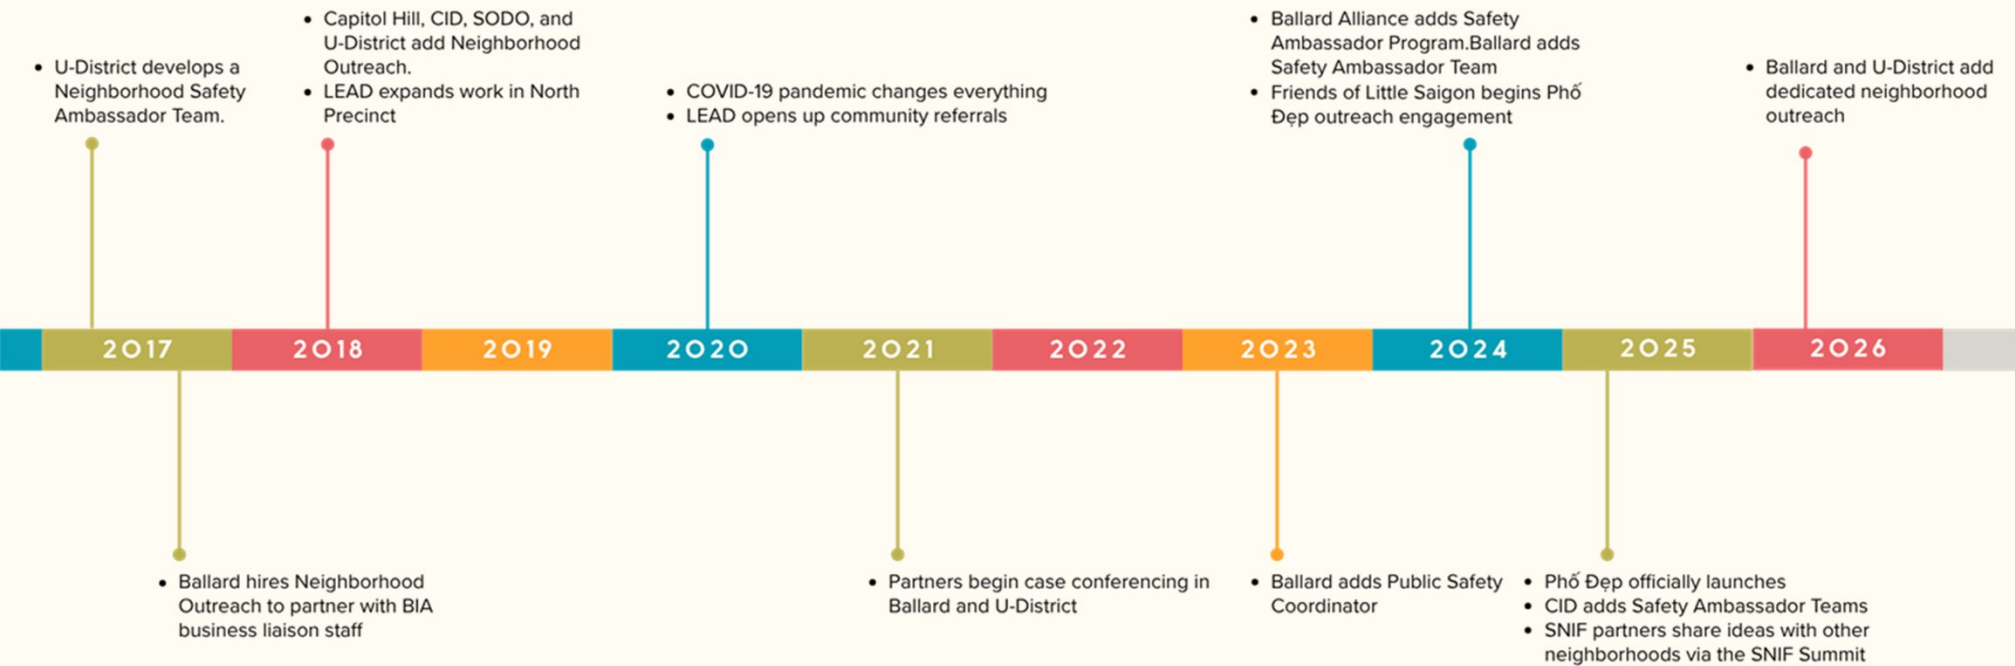 • U-District develops a
Neighborhood Safety
Ambassador Team.
• Capitol Hill, CID, SODO, and
U-District add Neighborhood
Outreach.
• LEAD expands work in North
Precinct
• COVID-19 pandemic changes everything
• LEAD opens up community referrals
• Ballard Alliance adds Safety
Ambassador Program.Ballard adds
Safety Ambassador Team
• Friends of Little Saigon begins Phố
Đẹp outreach engagement
• Ballard and U-District add
dedicated neighborhood
outreach
2017 2018 2019 2020 2021 2022 2023 2024 2025 2026
• Ballard hires Neighborhood
Outreach to partner with BIA
business liaison staff
• Partners begin case conferencing in
Ballard and U-District
• Ballard adds Public Safety
Coordinator
• Phố Đẹp officially launches
• CID adds Safety Ambassador Teams
• SNIF partners share ideas with other
neighborhoods via the SNIF Summit